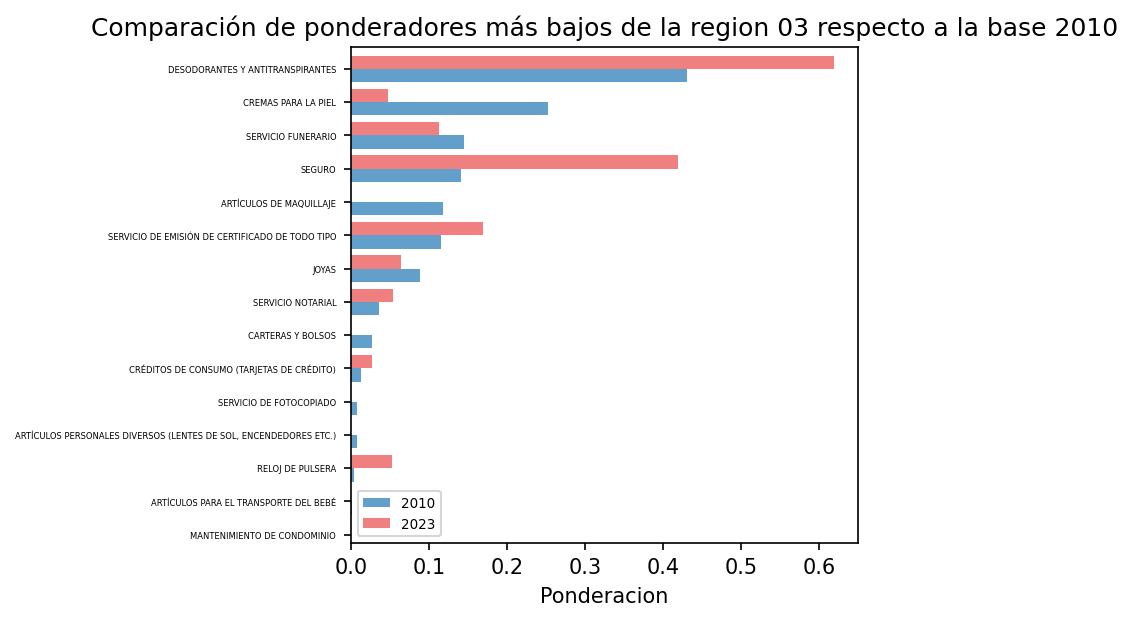 Comparación de ponderadores más bajos de la region 03 respecto a la base 2010
DESODORANTES Y ANTITRANSPIRANTES
CREMAS PARA LA PIEL
SERVICIO FUNERARIO
SEGURO
ARTÍCULOS DE MAQUILLAJE
SERVICIO DE EMISIÓN DE CERTIFICADO DE TODO TIPO
JOYAS
SERVICIO NOTARIAL
CARTERAS Y BOLSOS
CRÉDITOS DE CONSUMO (TARJETAS DE CRÉDITO)
SERVICIO DE FOTOCOPIADO
ARTÍCULOS PERSONALES DIVERSOS (LENTES DE SOL, ENCENDEDORES ETC.)
RELOJ DE PULSERA
ARTÍCULOS PARA EL TRANSPORTE DEL BEBÉ
MANTENIMIENTO DE CONDOMINIO
2010
2023
0.0 0.1 0.2 0.3 0.4 0.5 0.6
Ponderacion